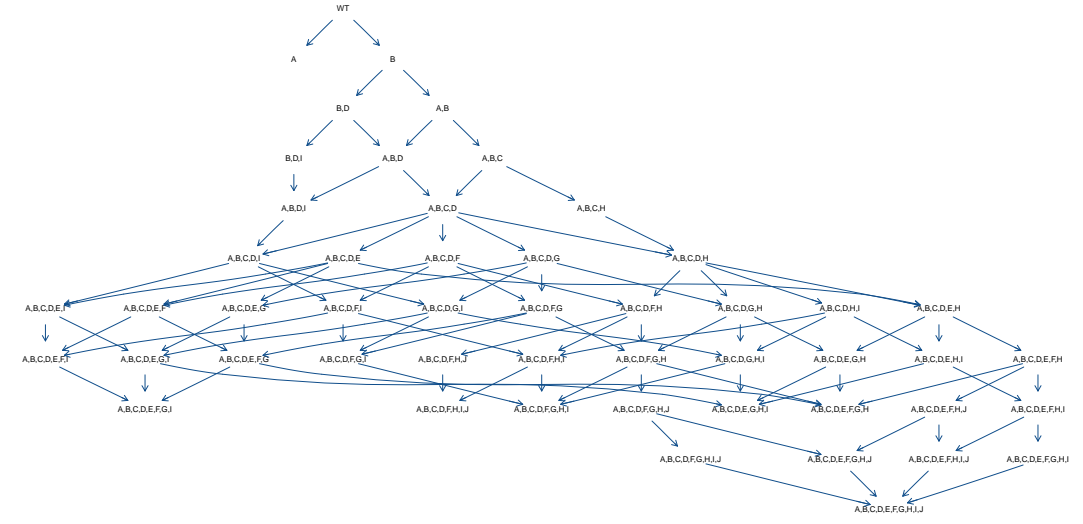 WT
A B
B,D A,B
B,D,I A,B,D A,B,C
A,B,D,I A,B,C,D A,B,C,H
A,B,C,D,I A,B,C,D,E A,B,C,D,F A,B,C,D,G A,B,C,D,H
A,B,C,D,E,I A,B,C,D,E,F A,B,C,D,E,G A,B,C,D,F,I A,B,C,D,G,I A,B,C,D,F,G A,B,C,D,F,H A,B,C,D,G,H A,B,C,D,H,I A,B,C,D,E,H
A,B,C,D,E,F,I A,B,C,D,E,G,I A,B,C,D,E,F,G A,B,C,D,F,G,I A,B,C,D,F,H,J A,B,C,D,F,H,I A,B,C,D,F,G,H A,B,C,D,G,H,I A,B,C,D,E,G,H A,B,C,D,E,H,I A,B,C,D,E,F,H
A,B,C,D,E,F,G,I A,B,C,D,F,H,I,J A,B,C,D,F,G,H,I A,B,C,D,F,G,H,J A,B,C,D,E,G,H,I A,B,C,D,E,F,G,H A,B,C,D,E,F,H,J A,B,C,D,E,F,H,I
A,B,C,D,F,G,H,I,J A,B,C,D,E,F,G,H,J A,B,C,D,E,F,H,I,J A,B,C,D,E,F,G,H,I
A,B,C,D,E,F,G,H,I,J